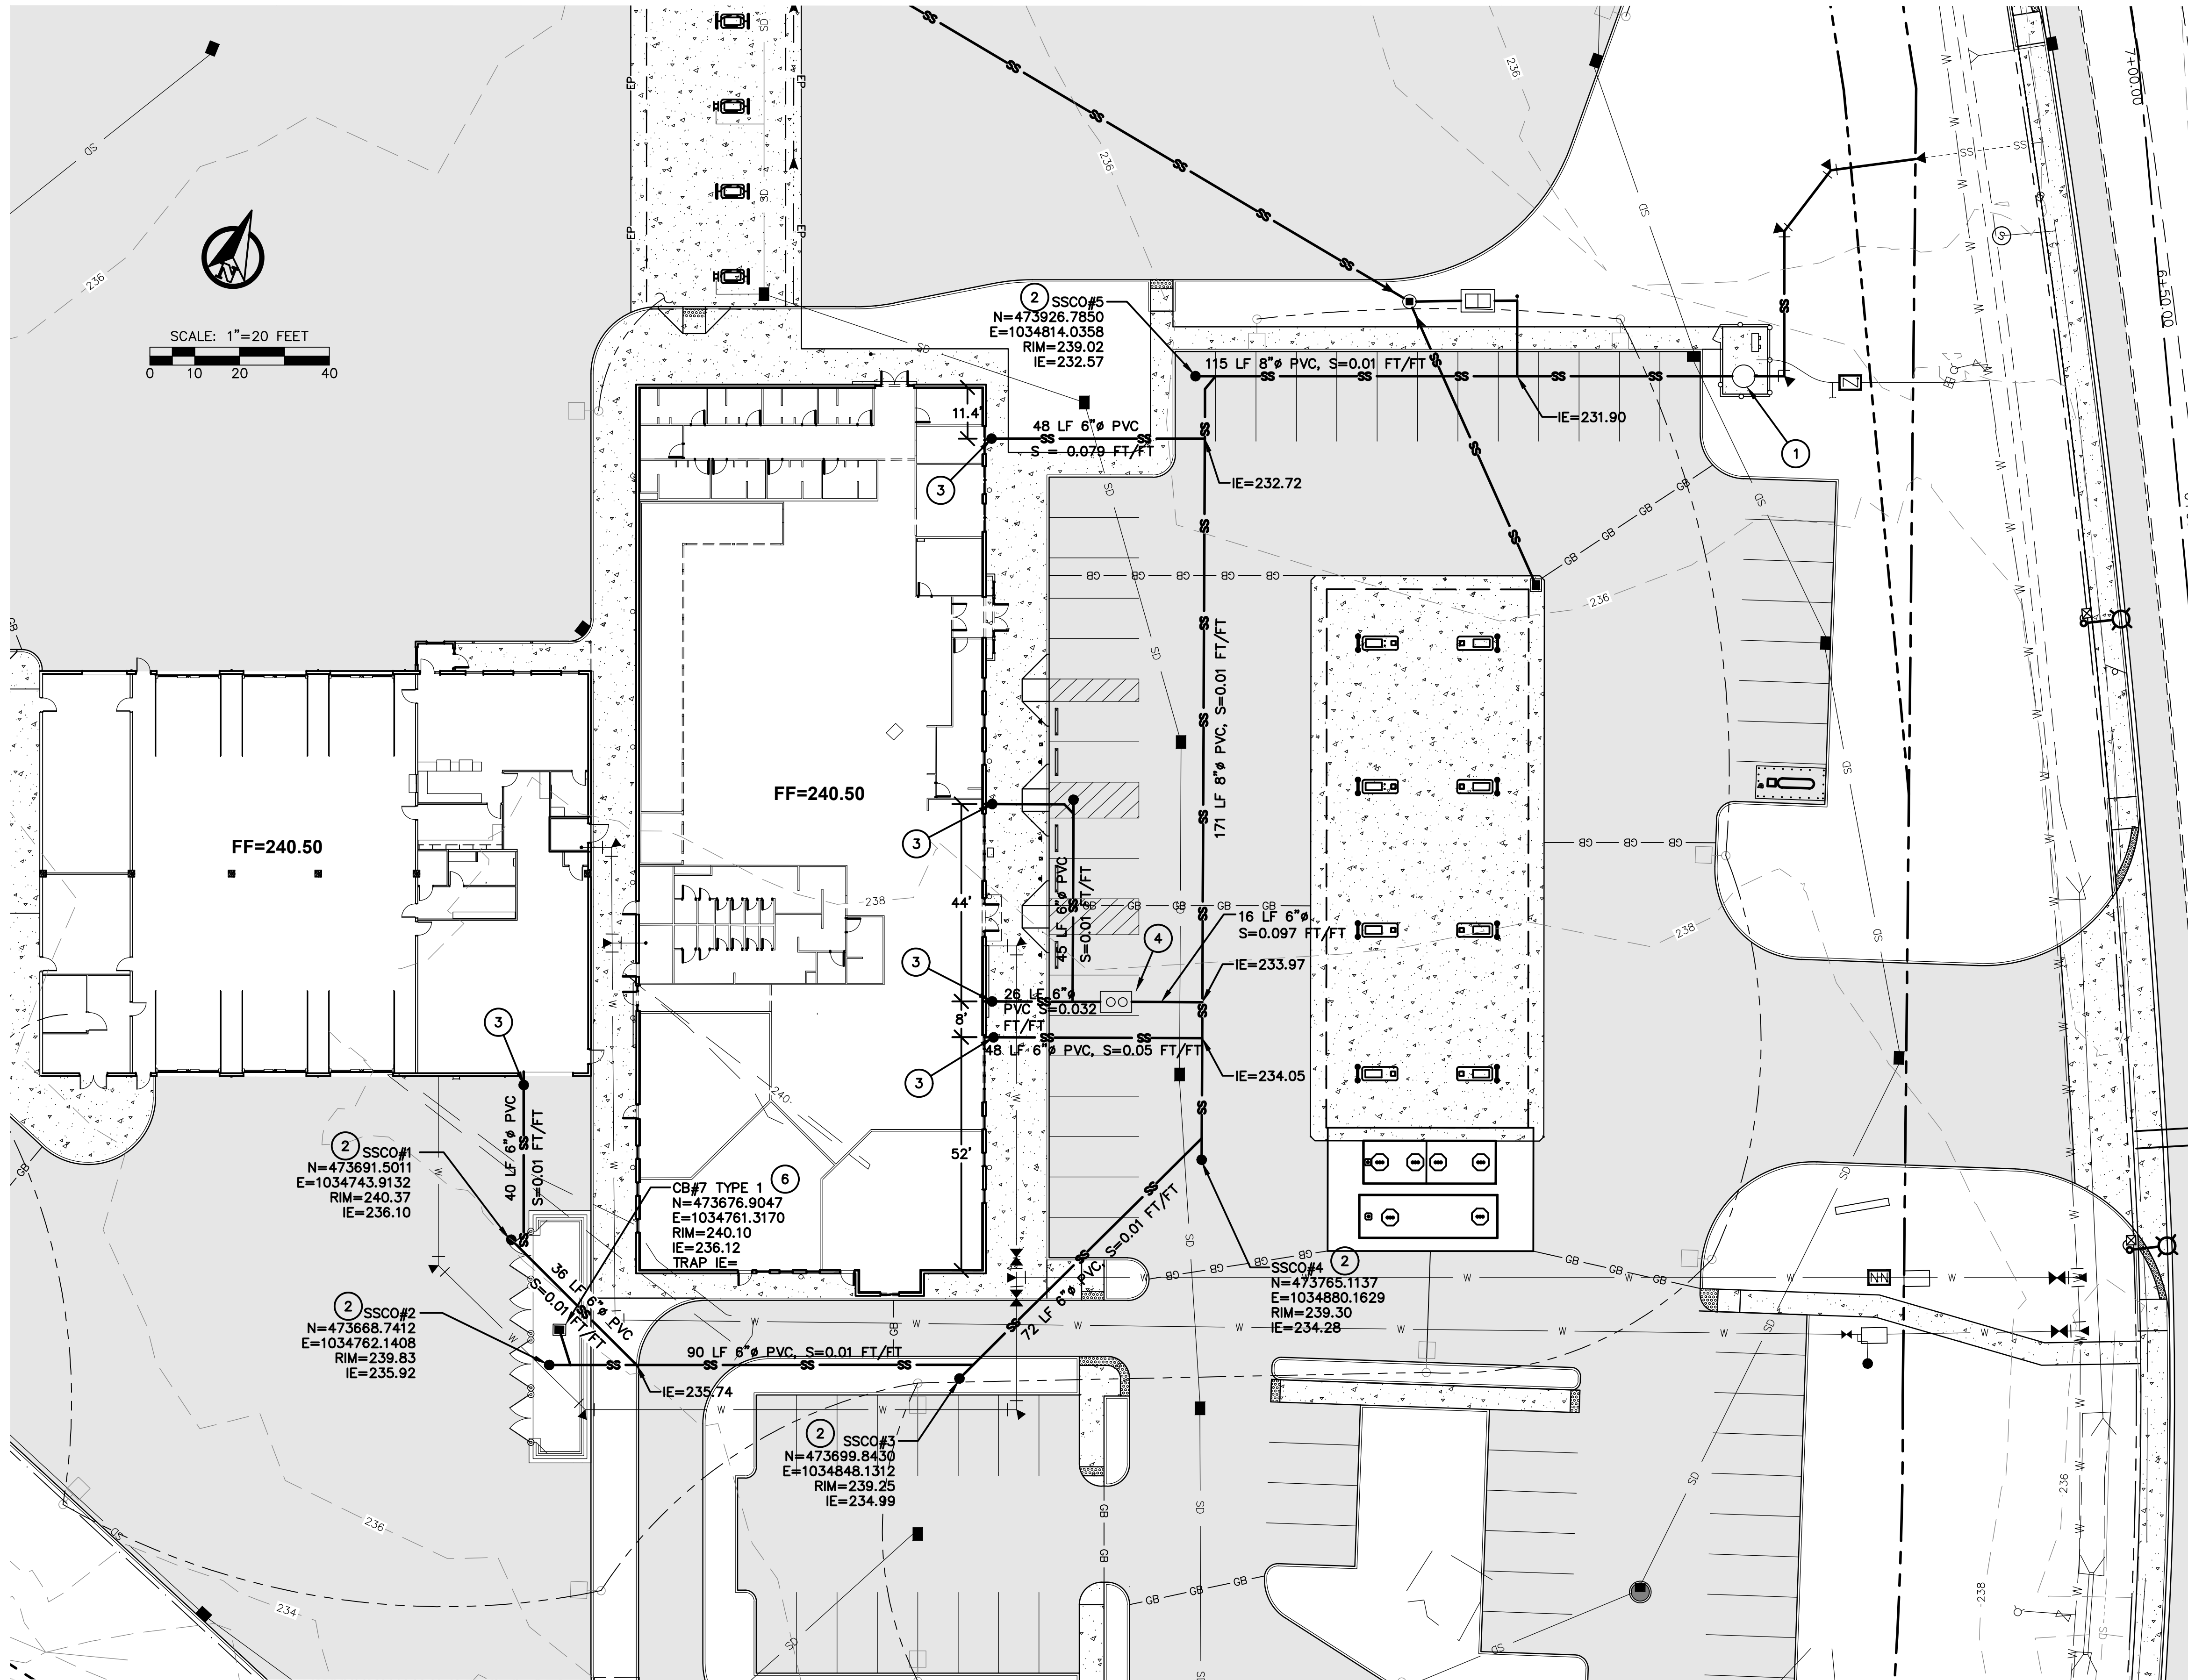 SCALE: 1"=20 FEET
0 10 20 40
N
7+00.00
6+50.00
2 SSCO#5
N=473926.7850
E=1034814.0358
RIM=239.02
IE=232.57
115 LF 8"ø PVC, S=0.01 FT/FT
IE=231.90
1
11.4'
48 LF 6"ø PVC
S = 0.079 FT/FT
3
IE=232.72
171 LF 8"ø PVC, S=0.01 FT/FT
FF=240.50
FF=240.50
3
44'
45 LF 6"ø PVC
S=0.01 FT/FT
4
16 LF 6"ø
S=0.097 FT/FT
IE=233.97
3
26 LF 6"ø
PVC S=0.032
FT/FT
8'
48 LF 6"ø PVC, S=0.05 FT/FT
3
IE=234.05
3
40 LF 6"ø PVC
S=0.01 FT/FT
2 SSCO#1
N=473691.5011
E=1034743.9132
RIM=240.37
IE=236.10
52'
CB#7 TYPE 1 6
N=473676.9047
E=1034761.3170
RIM=240.10
IE=236.12
TRAP IE=
36 LF 6"ø PVC
S=0.01 FT/FT
2 SSCO#2
N=473668.7412
E=1034762.1408
RIM=239.83
IE=235.92
90 LF 6"ø PVC, S=0.01 FT/FT
IE=235.74
72 LF 6"ø PVC,
S=0.01 FT/FT
SSCO#4 2
N=473765.1137
E=1034880.1629
RIM=239.30
IE=234.28
2 SSCO#3
N=473699.8430
E=1034848.1312
RIM=239.25
IE=234.99
236
236
236
236
238
238
240
236
234
236
238
SS
SD
GB
W
EP
S